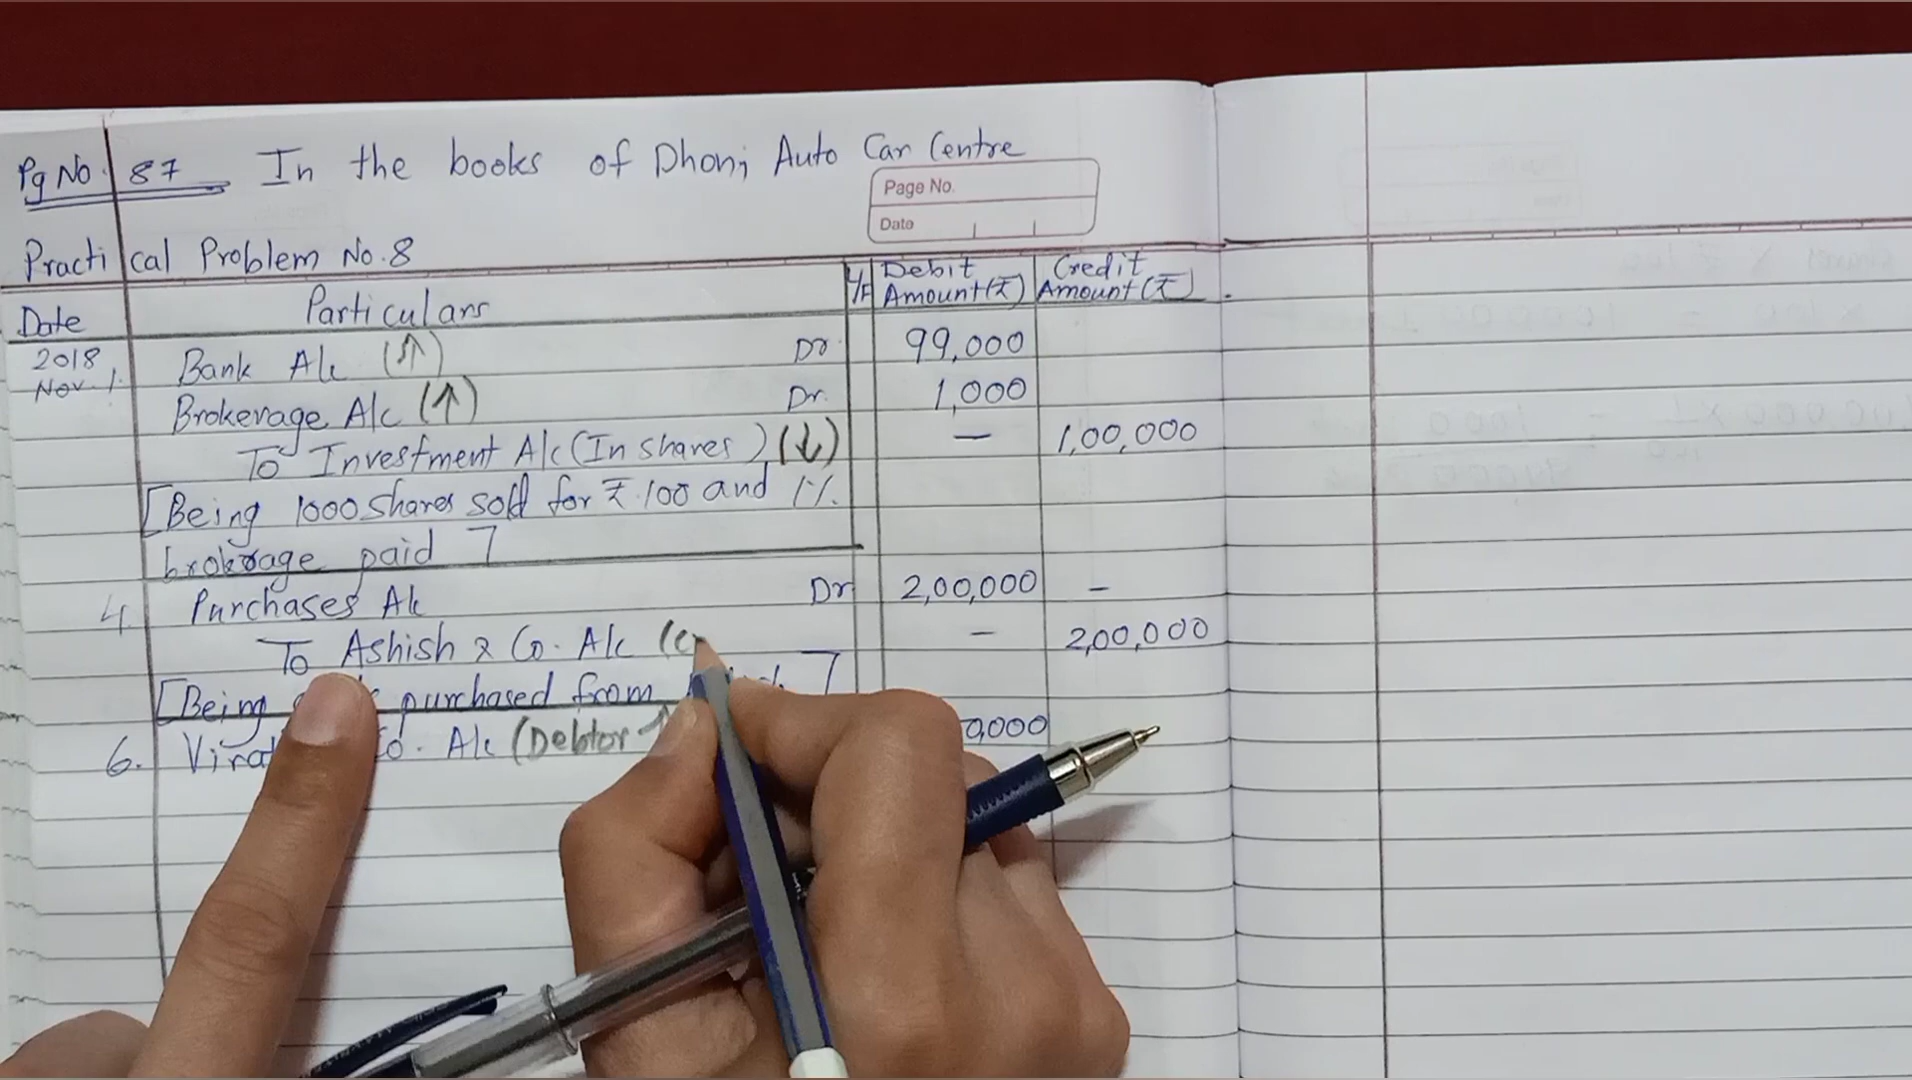 Pg No. 87 In the books of Dhoni Auto Car Centre
Page No.
Date
Practical Problem No. 8
Date Particulars L/F Debit Amount(₹) Credit Amount(₹)
2018 Nov. 1 Bank A/c (↑) Dr. 99,000
Brokerage A/c (↑) Dr. 1,000
To Investment A/c (In shares) (↓) — 1,00,000
[Being 1000 shares sold for ₹ 100 and 1%
brokerage paid ]
4. Purchases A/c Dr 2,00,000 -
To Ashish & Co. A/c (C - 2,00,000
[Being purchased from ]
6. Virat Co. A/c (Debtor ↑ 0,000